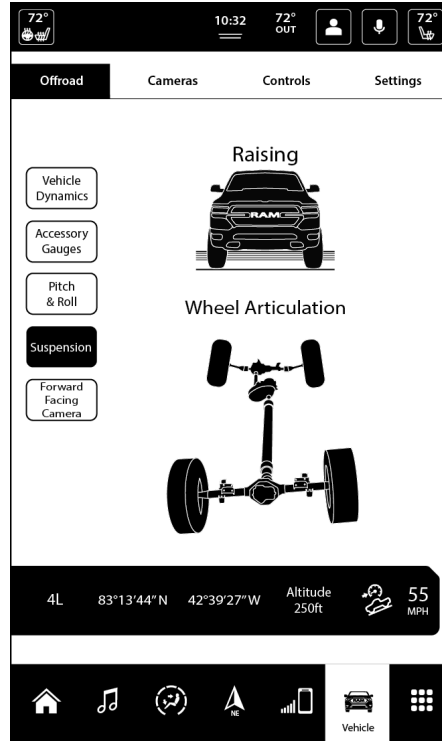 72°
10:32
72°
OUT
72°
Offroad
Cameras
Controls
Settings
Raising
RAM
Vehicle
Dynamics
Accessory
Gauges
Pitch
& Roll
Suspension
Forward
Facing
Camera
Wheel Articulation
4L
83°13’44” N
42°39’27” W
Altitude
250ft
55
MPH
NE
Vehicle